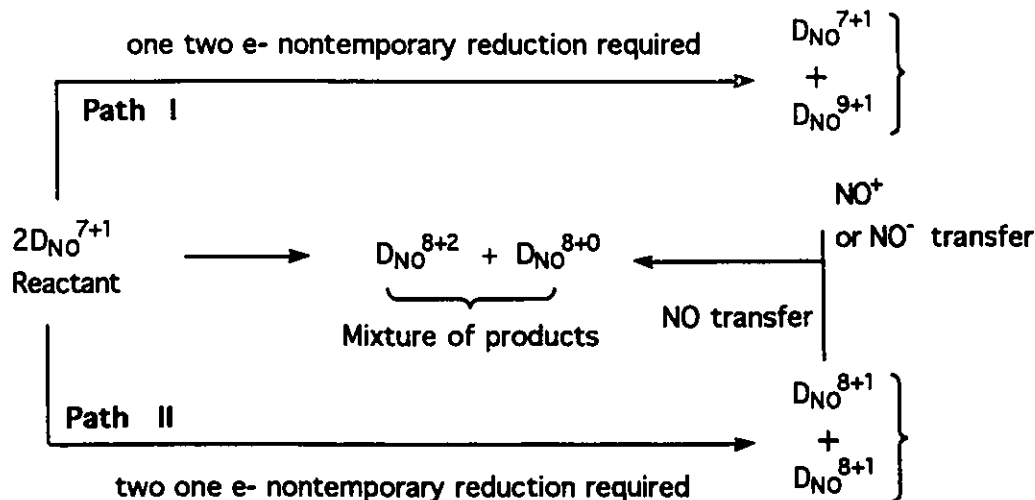 one two e- nontemporary reduction required
D_NO^7+1
+
D_NO^9+1
Path I
NO⁺
or NO⁻ transfer
2D_NO^7+1
Reactant
D_NO^8+2 + D_NO^8+0
Mixture of products
NO transfer
Path II
D_NO^8+1
+
D_NO^8+1
two one e- nontemporary reduction required